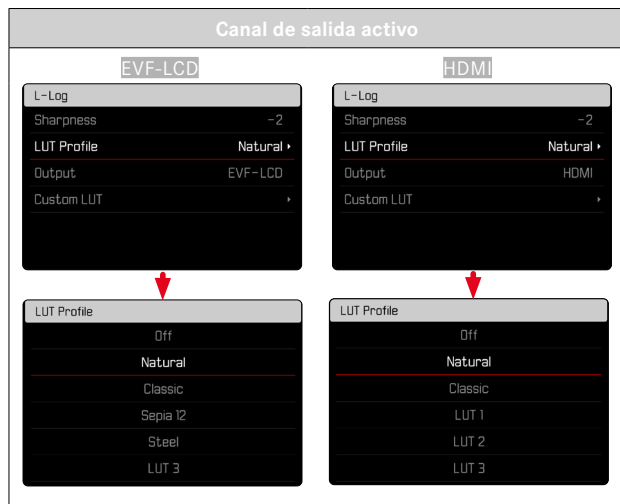 Canal de salida activo
EVF-LCD
L-Log
Sharpness -2
LUT Profile Natural
Output EVF-LCD
Custom LUT
LUT Profile
Off
Natural
Classic
Sepia 12
Steel
LUT 3
HDMI
L-Log
Sharpness -2
LUT Profile Natural
Output HDMI
Custom LUT
LUT Profile
Off
Natural
Classic
LUT 1
LUT 2
LUT 3